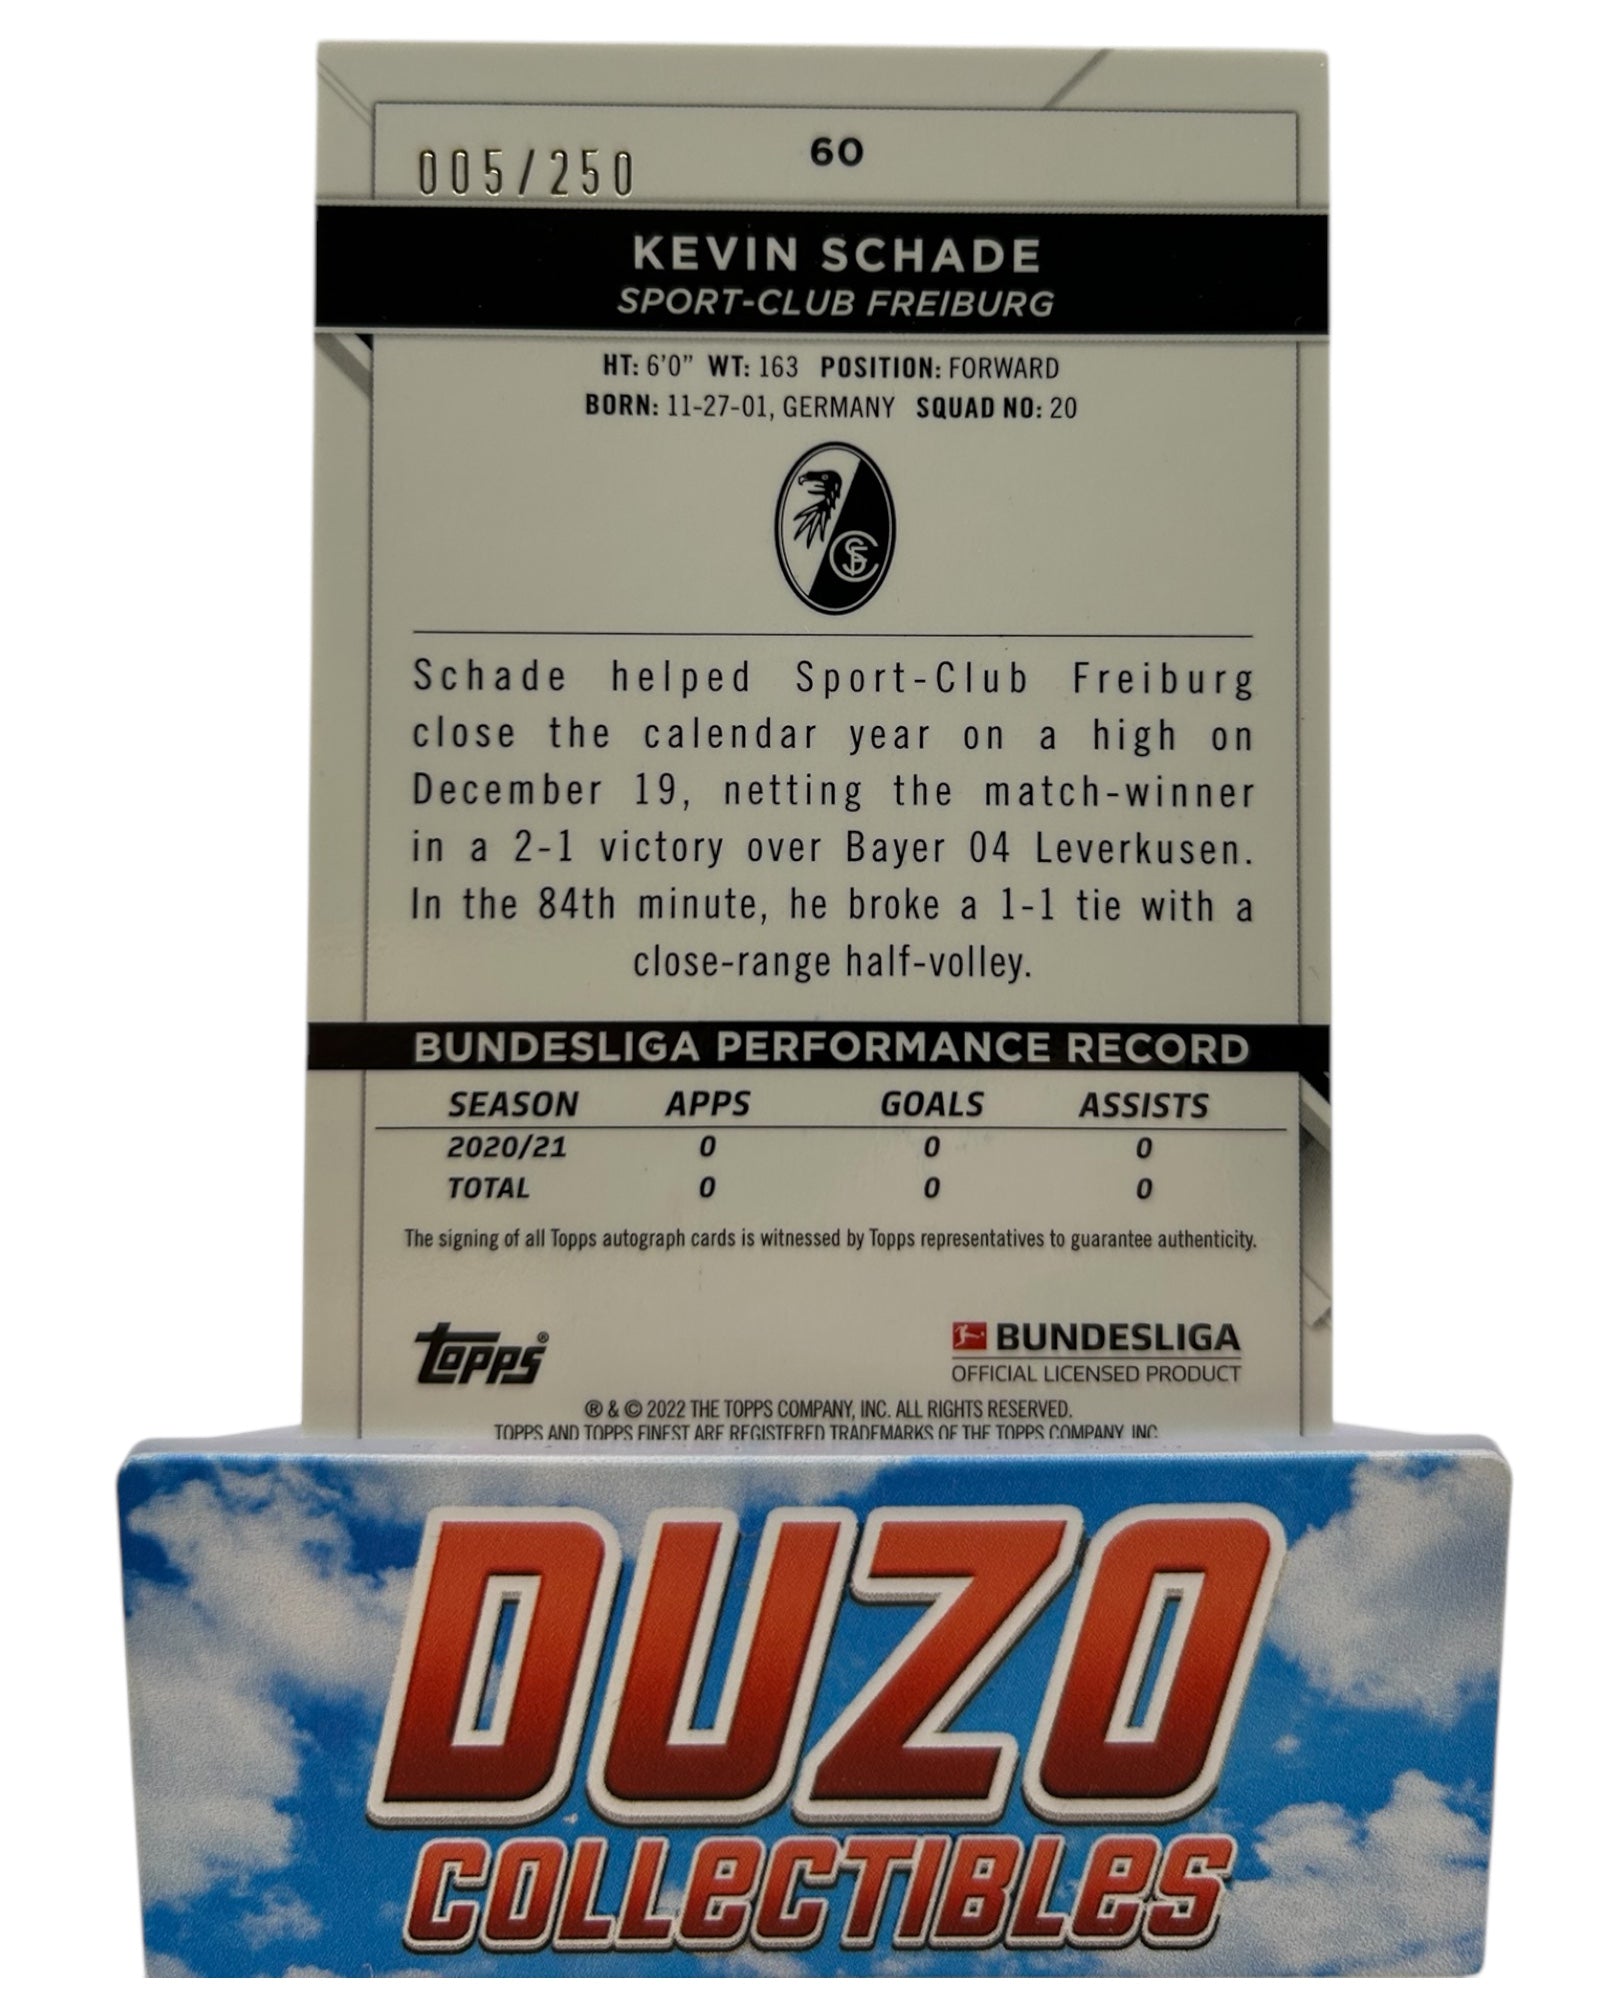 60
005/250
KEVIN SCHADE
SPORT-CLUB FREIBURG
HT: 6'0" WT: 163 POSITION: FORWARD
BORN: 11-27-01, GERMANY SQUAD NO: 20
SFC
Schade helped Sport-Club Freiburg
close the calendar year on a high on
December 19, netting the match-winner
in a 2-1 victory over Bayer 04 Leverkusen.
In the 84th minute, he broke a 1-1 tie with a
close-range half-volley.
BUNDESLIGA PERFORMANCE RECORD
SEASON APPS GOALS ASSISTS
2020/21 0 0 0
TOTAL 0 0 0
The signing of all Topps autograph cards is witnessed by Topps representatives to guarantee authenticity.
Topps®
BUNDESLIGA
OFFICIAL LICENSED PRODUCT
® & © 2022 THE TOPPS COMPANY, INC. ALL RIGHTS RESERVED.
TOPPS AND TOPPS FINEST ARE REGISTERED TRADEMARKS OF THE TOPPS COMPANY, INC.
DUZO
COLLECTIBLES